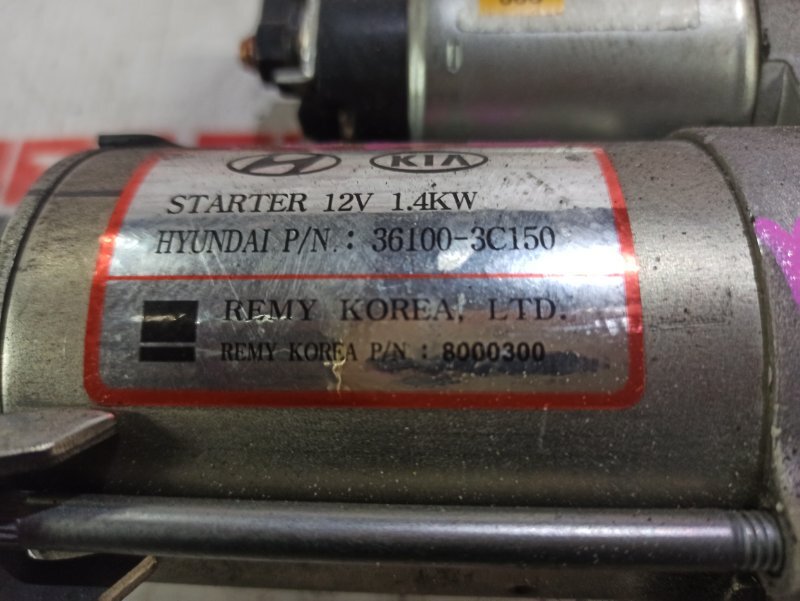 KIA
STARTER 12V 1.4KW
HYUNDAI P/N. : 36100-3C150
REMY KOREA, LTD.
REMY KOREA P/N : 8000300